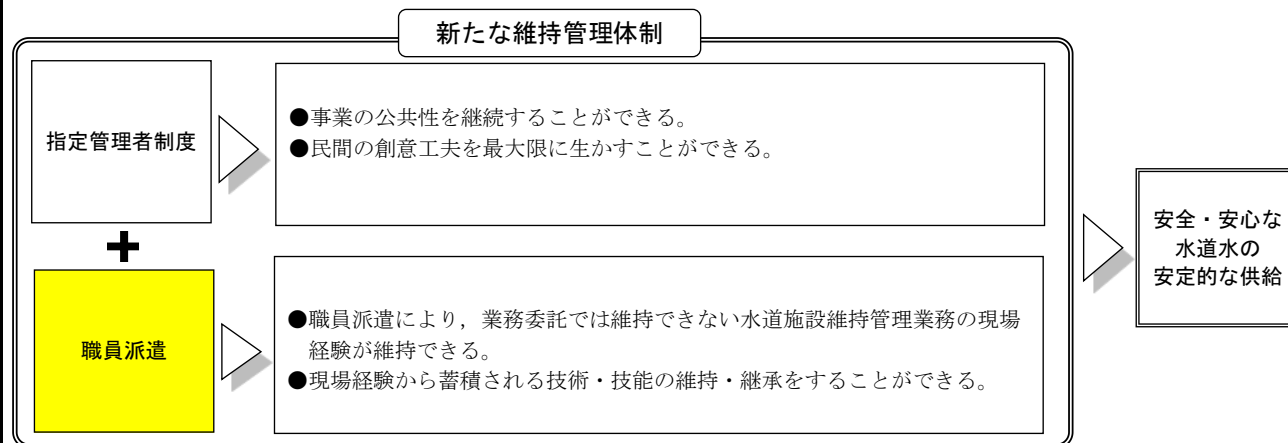 新たな維持管理体制
指定管理者制度
●事業の公共性を継続することができる。
●民間の創意工夫を最大限に生かすことができる。
職員派遣
●職員派遣により，業務委託では維持できない水道施設維持管理業務の現場
経験が維持できる。
●現場経験から蓄積される技術・技能の維持・継承をすることができる。
安全・安心な
水道水の
安定的な供給